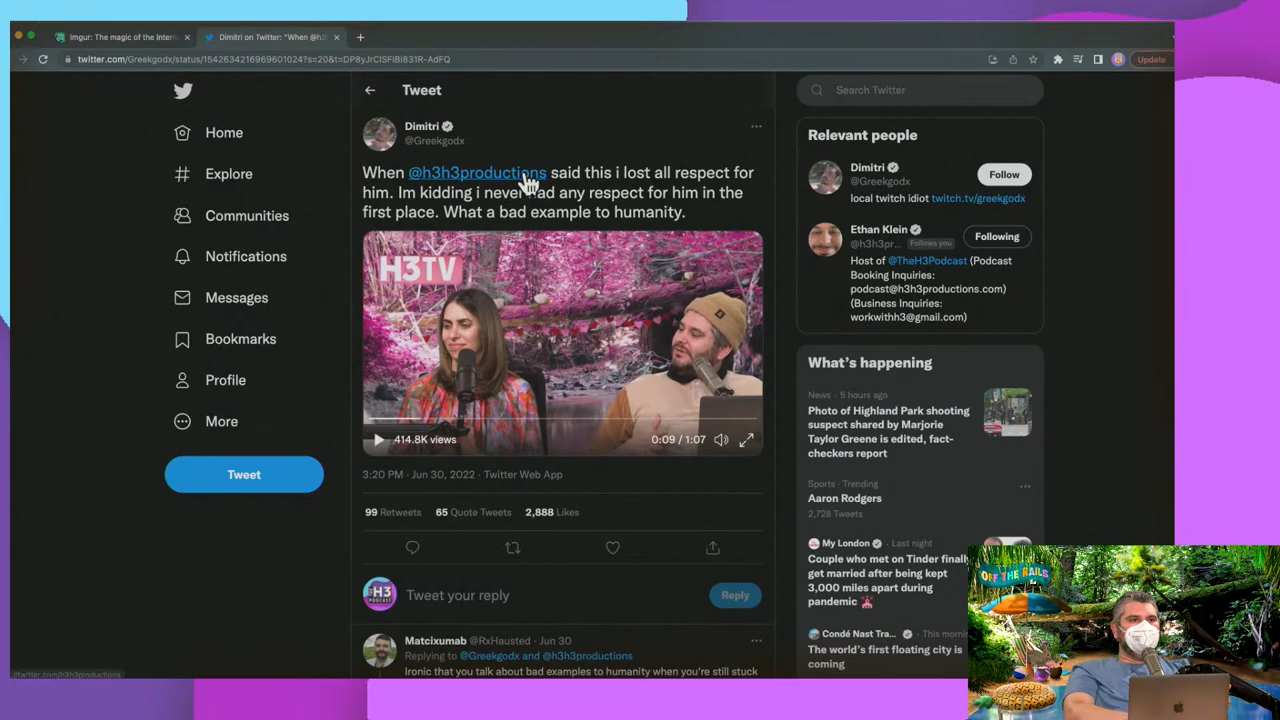 Imgur: The magic of the Intern
Dimitri on Twitter: "When @h3
twitter.com/Greekgodx/status/1542634216969601024?s=20&t=DP8yJrCISFIBi831R-AdFQ
Update
Home
Explore
Communities
Notifications
Messages
Bookmarks
Profile
More
Tweet
Tweet
Dimitri
@Greekgodx
When @h3h3productions said this i lost all respect for
him. Im kidding i never had any respect for him in the
first place. What a bad example to humanity.
H3TV
414.8K views
0:09 / 1:07
3:20 PM · Jun 30, 2022 · Twitter Web App
99 Retweets 65 Quote Tweets 2,888 Likes
H3
PODCAST
Tweet your reply
Reply
Matcixumab @RxHausted · Jun 30
Replying to @Greekgodx and @h3h3productions
Ironic that you talk about bad examples to humanity when you're still stuck
Search Twitter
Relevant people
Dimitri
@Greekgodx
Follow
local twitch idiot twitch.tv/greekgodx
Ethan Klein
@h3h3pr... Follows you
Following
Host of @TheH3Podcast (Podcast
Booking Inquiries:
podcast@h3h3productions.com)
(Business Inquiries:
workwithh3@gmail.com)
What's happening
News · 5 hours ago
Photo of Highland Park shooting
suspect shared by Marjorie
Taylor Greene is edited, fact-
checkers report
Sports · Trending
Aaron Rodgers
2,728 Tweets
My London · Last night
Couple who met on Tinder finally
get married after being kept
3,000 miles apart during
pandemic
Condé Nast Tra... · This morn
The world's first floating city is
coming
OFF THE RAILS
//twitter.com/h3h3productions